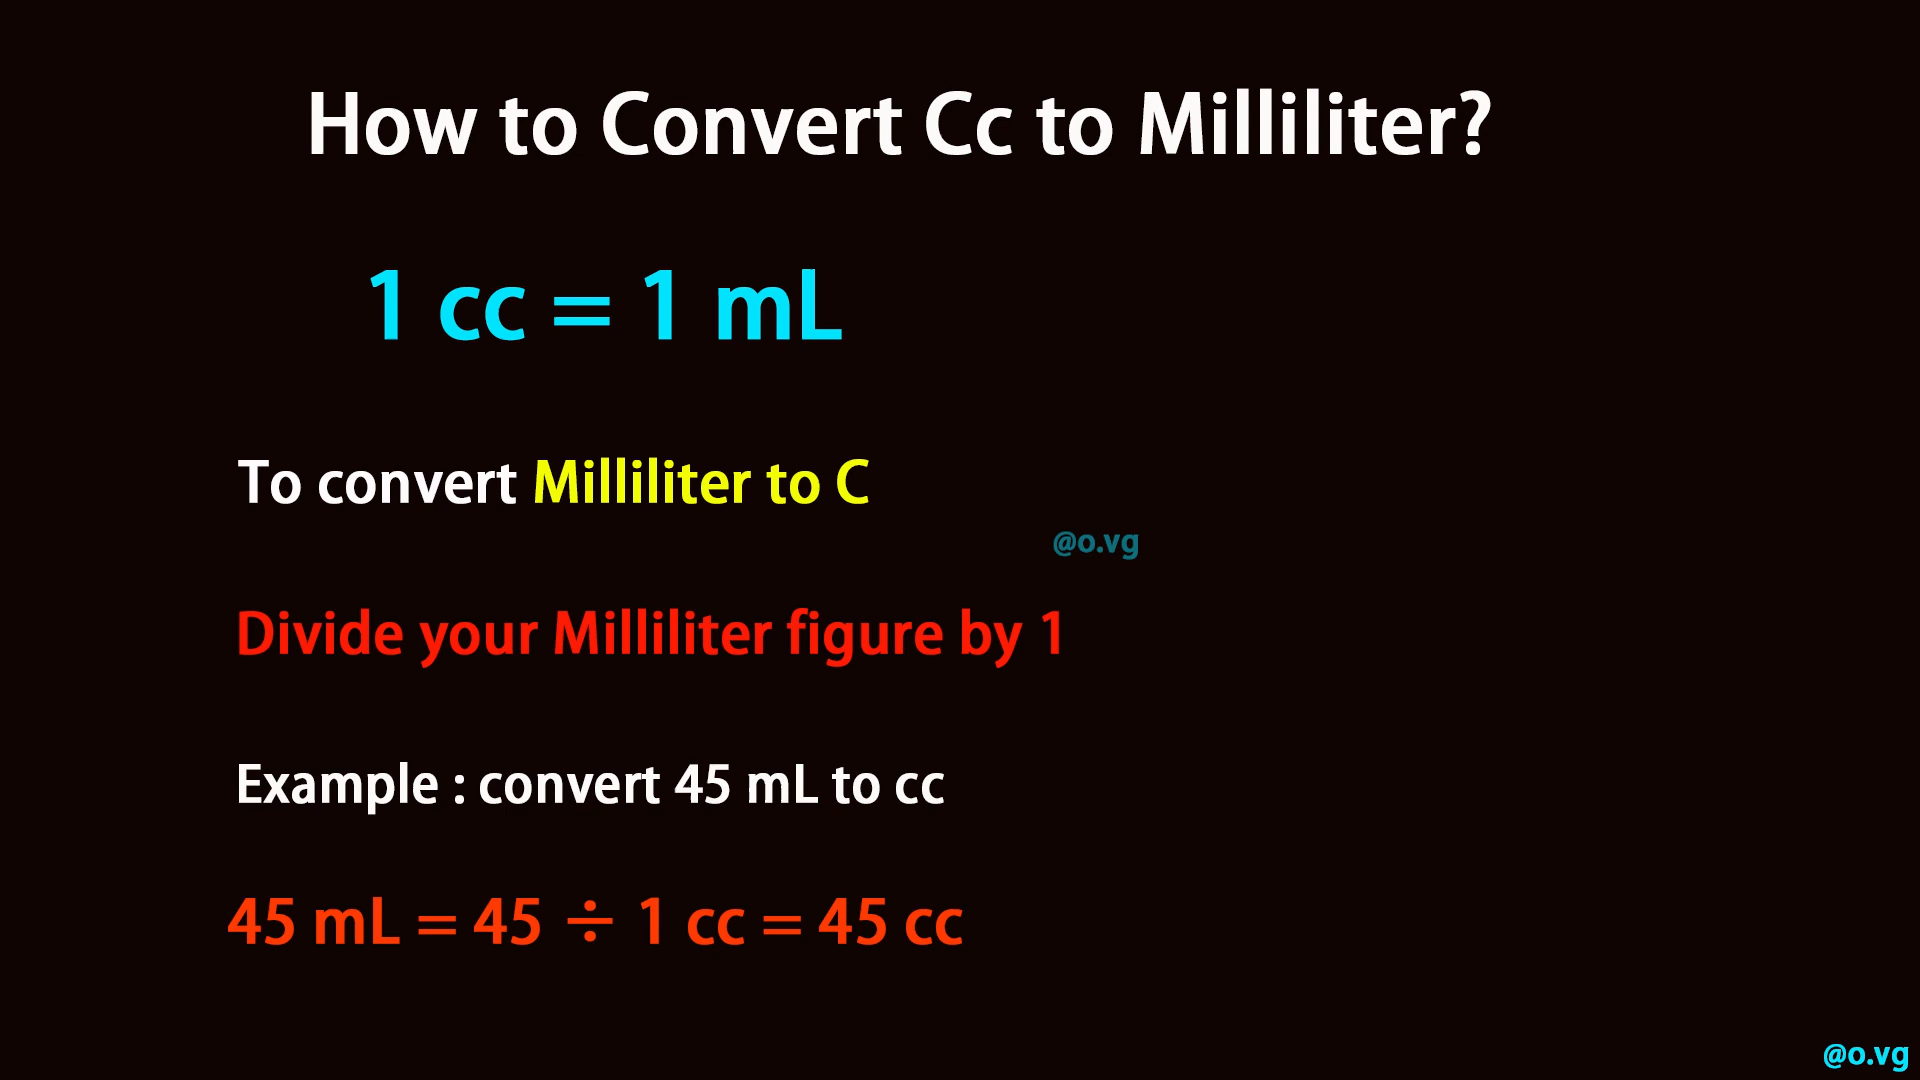 How to Convert Cc to Milliliter?
1 cc = 1 mL
To convert Milliliter to C
@o.vg
Divide your Milliliter figure by 1
Example : convert 45 mL to cc
45 mL = 45 ÷ 1 cc = 45 cc
@o.vg